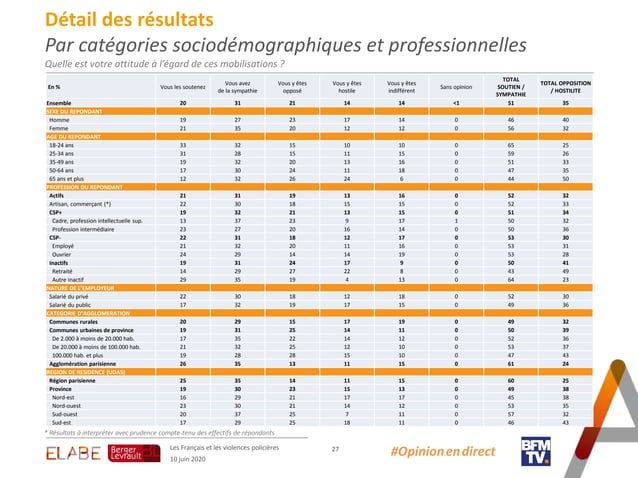 Détail des résultats
Par catégories sociodémographiques et professionnelles
Quelle est votre attitude à l'égard de ces mobilisations ?
En % Vous les soutenez Vous avez de la sympathie Vous y êtes opposé Vous y êtes hostile Vous y êtes indifférent Sans opinion TOTAL SOUTIEN / SYMPATHIE TOTAL OPPOSITION / HOSTILITE
Ensemble 20 31 21 14 14 <1 51 35
SEXE DU REPONDANT
Homme 19 27 23 17 14 0 46 40
Femme 21 35 20 12 12 0 56 32
AGE DU REPONDANT
18-24 ans 33 32 15 10 10 0 65 25
25-34 ans 31 28 15 11 15 0 59 26
35-49 ans 19 32 20 13 16 0 51 33
50-64 ans 17 30 24 11 18 0 47 35
65 ans et plus 12 32 26 24 6 0 44 50
PROFESSION DU REPONDANT
Actifs 21 31 19 13 16 0 52 32
Artisan, commerçant (*) 22 30 18 15 15 0 52 33
CSP+ 19 32 21 13 15 0 51 34
Cadre, profession intellectuelle sup. 13 37 23 9 17 1 50 32
Profession intermédiaire 23 27 20 16 14 0 50 36
CSP- 22 31 18 12 17 0 53 30
Employé 21 32 20 11 16 0 53 31
Ouvrier 24 29 14 14 19 0 53 28
Inactifs 19 31 24 17 9 0 50 41
Retraité 14 29 27 22 8 0 43 49
Autre inactif 29 35 19 4 13 0 64 23
NATURE DE L'EMPLOYEUR
Salarié du privé 22 30 18 12 18 0 52 30
Salarié du public 17 32 19 17 15 0 49 36
CATEGORIE D'AGGLOMERATION
Communes rurales 20 29 15 17 19 0 49 32
Communes urbaines de province 19 31 25 14 11 0 50 39
De 2.000 à moins de 20.000 hab. 17 35 22 14 12 0 52 36
De 20.000 à moins de 100.000 hab. 21 32 25 12 10 0 53 37
100.000 hab. et plus 19 28 28 15 10 0 47 43
Agglomération parisienne 26 35 13 11 15 0 61 24
REGION DE RESIDENCE (UDA5)
Région parisienne 25 35 14 11 15 0 60 25
Province 19 30 23 15 13 0 49 38
Nord-est 16 29 21 17 17 0 45 38
Nord-ouest 23 30 21 14 12 0 53 35
Sud-ouest 20 37 25 7 11 0 57 32
Sud-est 17 29 25 18 11 0 46 43
* Résultats à interpréter avec prudence compte-tenu des effectifs de répondants
ELABE
Berger Levrault
Les Français et les violences policières
10 juin 2020
27
#Opinionendirect
BFM TV.